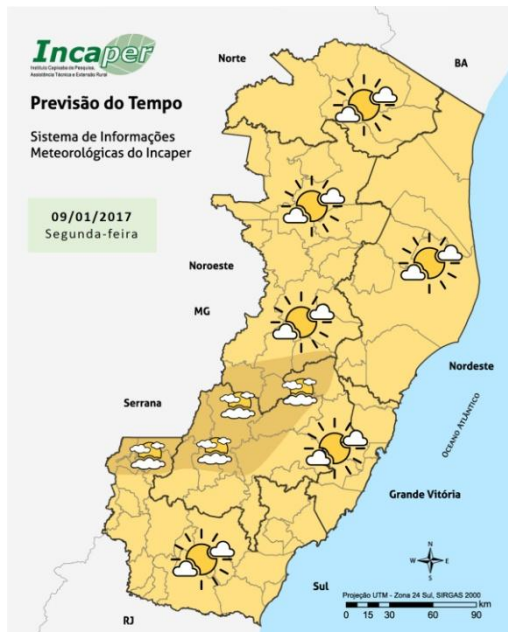 Incaper
Instituto Capixaba de Pesquisa,
Assistência Técnica e Extensão Rural
Previsão do Tempo
Sistema de Informações
Meteorológicas do Incaper
09/01/2017
Segunda-feira
Norte
BA
Noroeste
MG
Nordeste
Serrana
OCEANO ATLÂNTICO
Grande Vitória
Sul
RJ
N
W
E
S
Projeção UTM - Zona 24 Sul, SIRGAS 2000
0 15 30 60 90 km